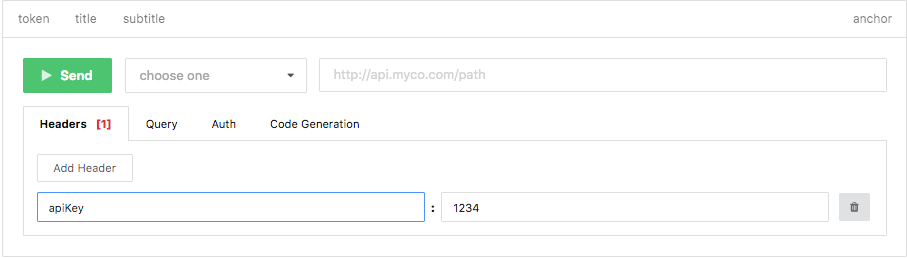 token title subtitle anchor
Send choose one http://api.myco.com/path
Headers [1] Query Auth Code Generation
Add Header
apiKey : 1234